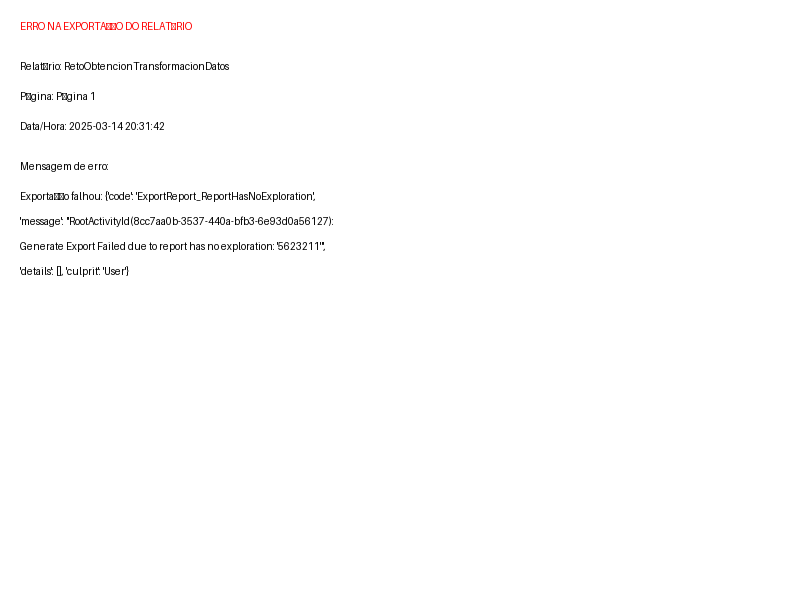 ERRO NA EXPORTA▯▯O DO RELAT▯RIO
Relat▯rio: RetoObtencionTransformacionDatos
P▯gina: P▯gina 1
Data/Hora: 2025-03-14 20:31:42
Mensagem de erro:
Exporta▯▯o falhou: {'code': 'ExportReport_ReportHasNoExploration',
'message': "RootActivityId(8cc7aa0b-3537-440a-bfb3-6e93d0a56127):
Generate Export Failed due to report has no exploration: '5623211'",
'details': [], 'culprit': 'User'}